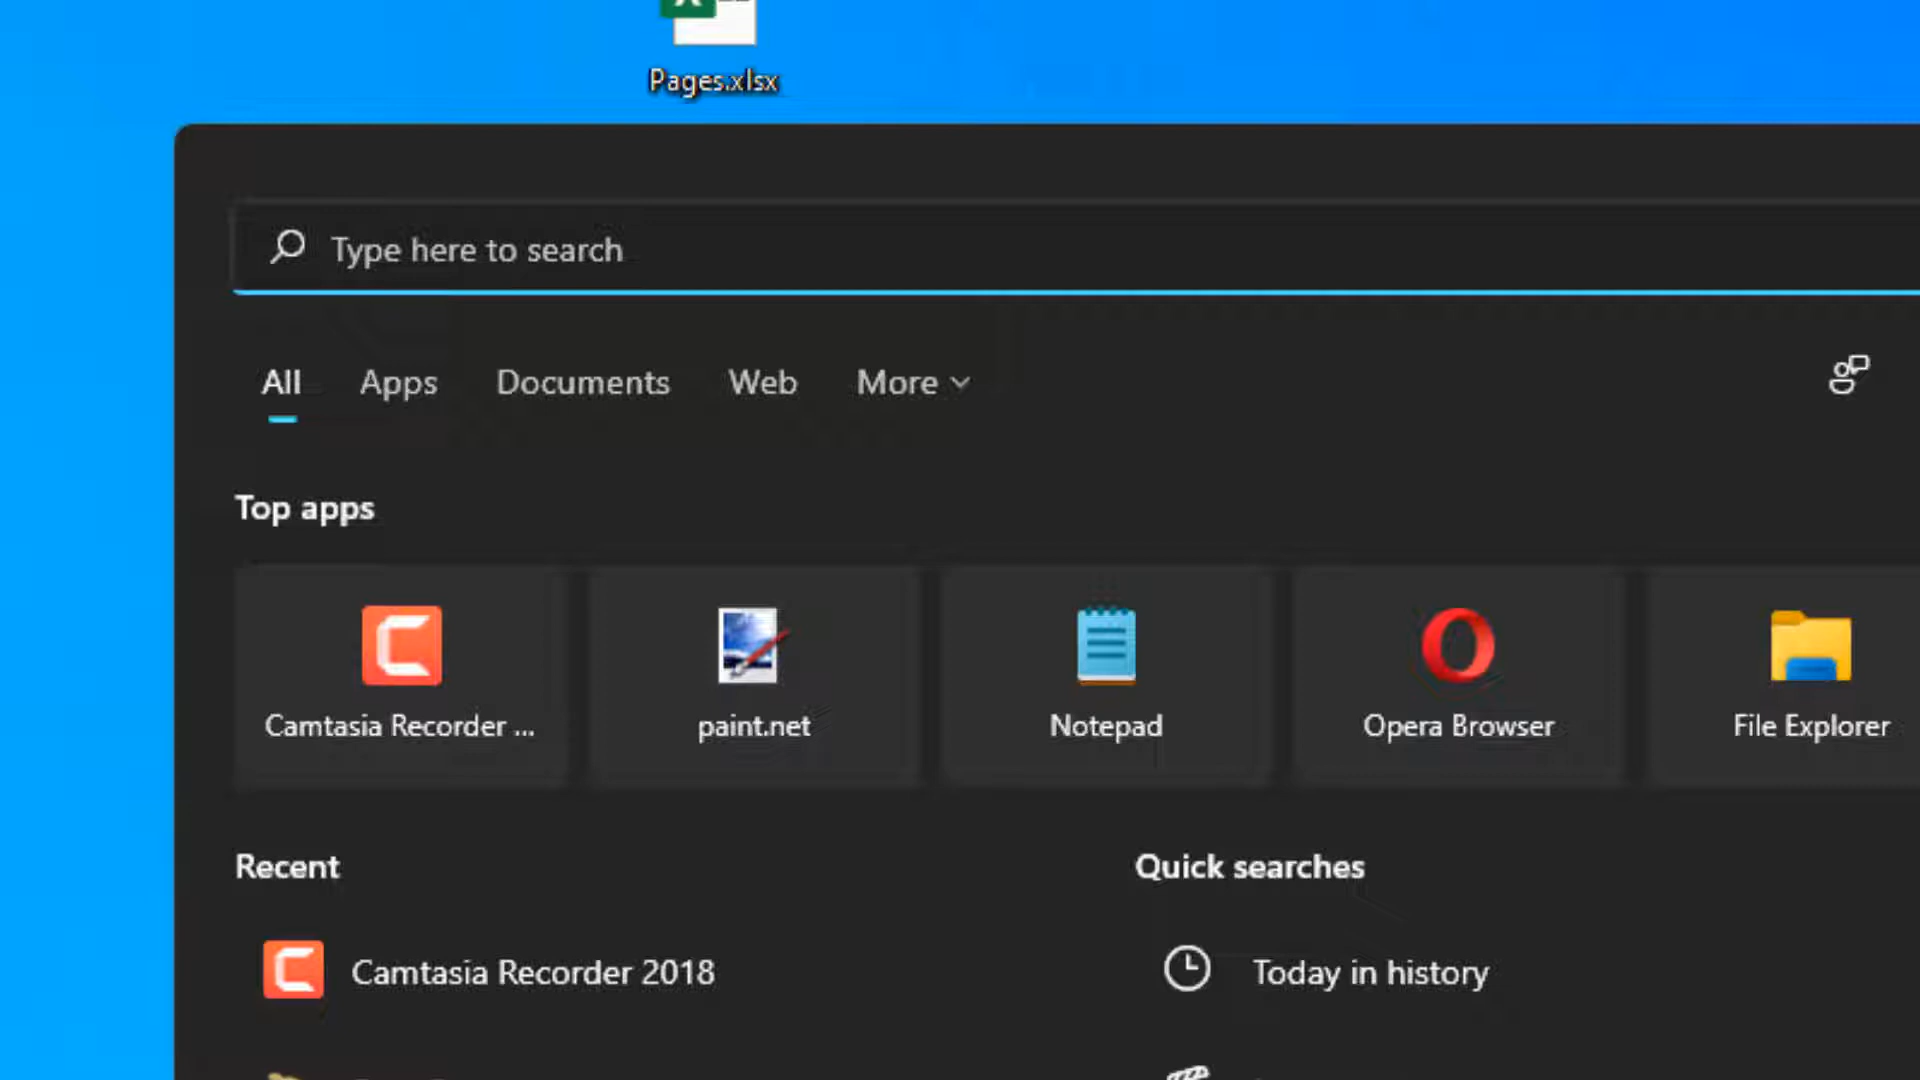 Pages.xlsx
Type here to search
All Apps Documents Web More
Top apps
Camtasia Recorder ... paint.net Notepad Opera Browser File Explorer
Recent Quick searches
Camtasia Recorder 2018 Today in history